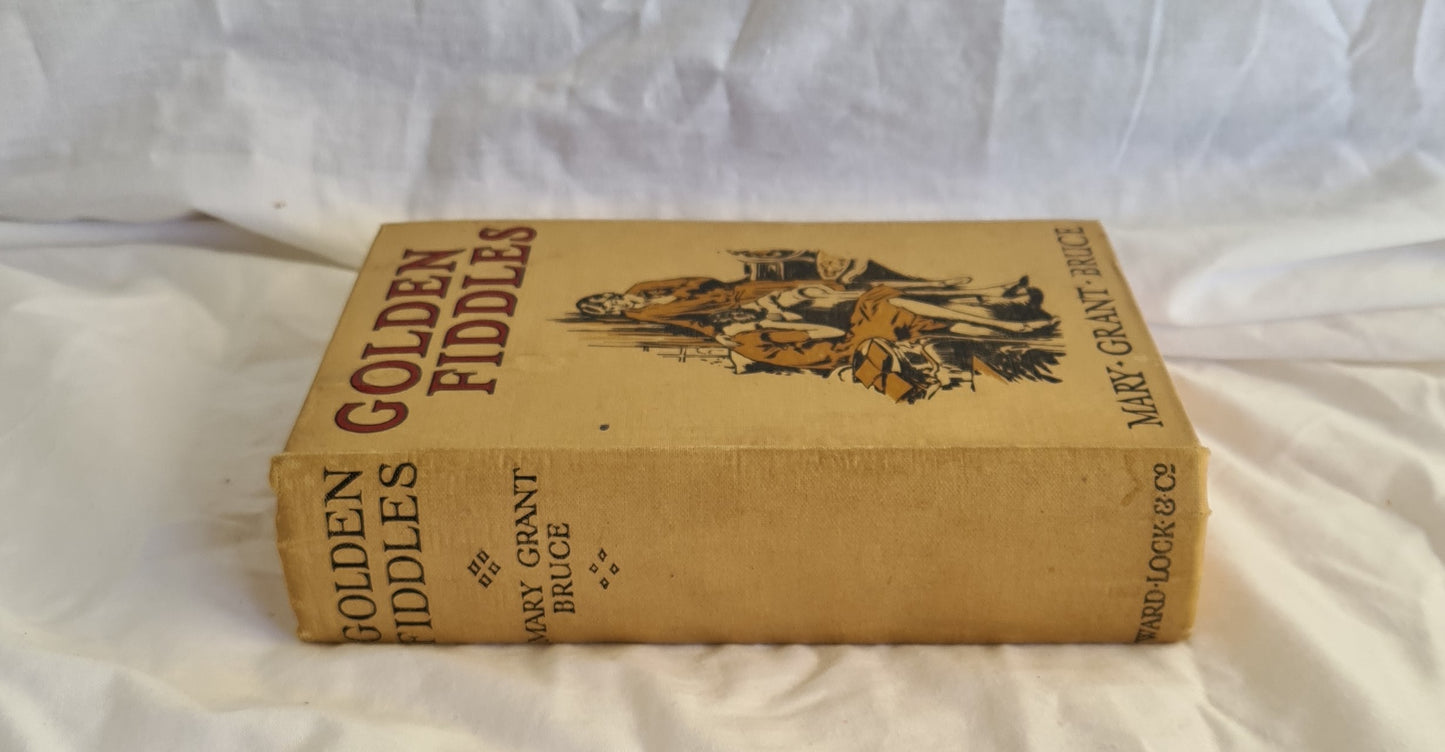 GOLDEN
FIDDLES
MARY · GRANT · BRUCE
GOLDEN
FIDDLES
MARY GRANT
BRUCE
WARD · LOCK · & · Cº